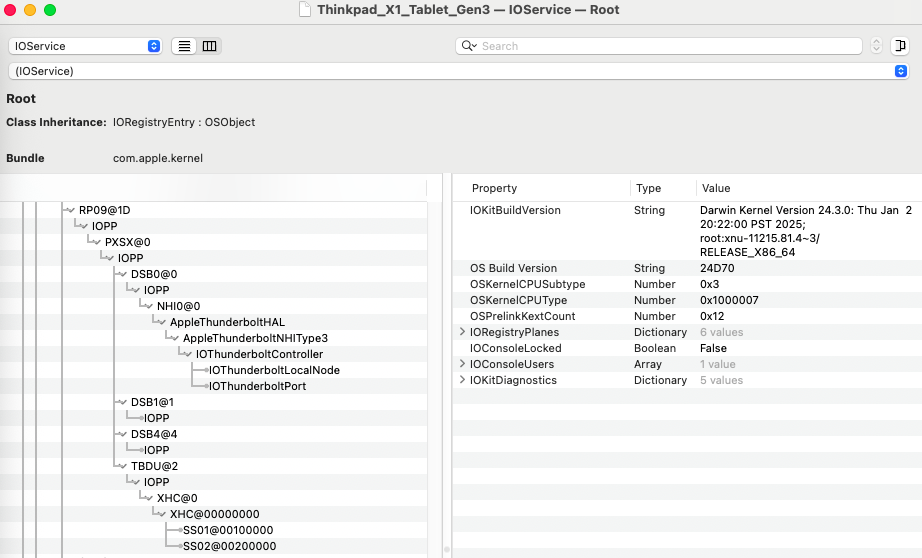 Thinkpad_X1_Tablet_Gen3 — IOService — Root
IOService
Search
(IOService)
Root
Class Inheritance: IORegistryEntry : OSObject
Bundle com.apple.kernel
Property Type Value
RP09@1D
IOPP
PXSX@0
IOPP
DSB0@0
IOPP
NHI0@0
AppleThunderboltHAL
AppleThunderboltNHIType3
IOThunderboltController
IOThunderboltLocalNode
IOThunderboltPort
DSB1@1
IOPP
DSB4@4
IOPP
TBDU@2
IOPP
XHC@0
XHC@00000000
SS01@00100000
SS02@00200000
IOKitBuildVersion String Darwin Kernel Version 24.3.0: Thu Jan 2
20:22:00 PST 2025;
root:xnu-11215.81.4~3/
RELEASE_X86_64
OS Build Version String 24D70
OSKernelCPUSubtype Number 0x3
OSKernelCPUType Number 0x1000007
OSPrelinkKextCount Number 0x12
IORegistryPlanes Dictionary 6 values
IOConsoleLocked Boolean False
IOConsoleUsers Array 1 value
IOKitDiagnostics Dictionary 5 values